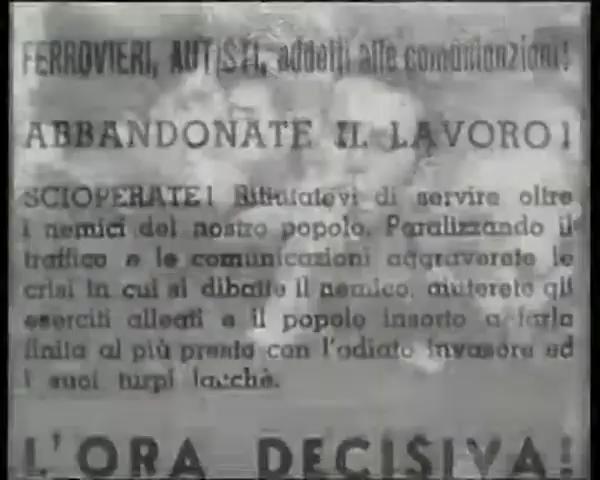 FERROVIERI, AUTISTI, addetti alle comunicazioni!
ABBANDONATE IL LAVORO!
SCIOPERATE! Rifiutatevi di servire oltre
i nemici del nostro popolo. Paralizzando il
traffico e le comunicazioni aggraverete le
crisi in cui si dibatte il nemico, aiuterete gli
eserciti alleati e il popolo insorto a farla
finita al più presto con l'odiato invasore ed
i suoi turpi lacchè.
L'ORA DECISIVA!